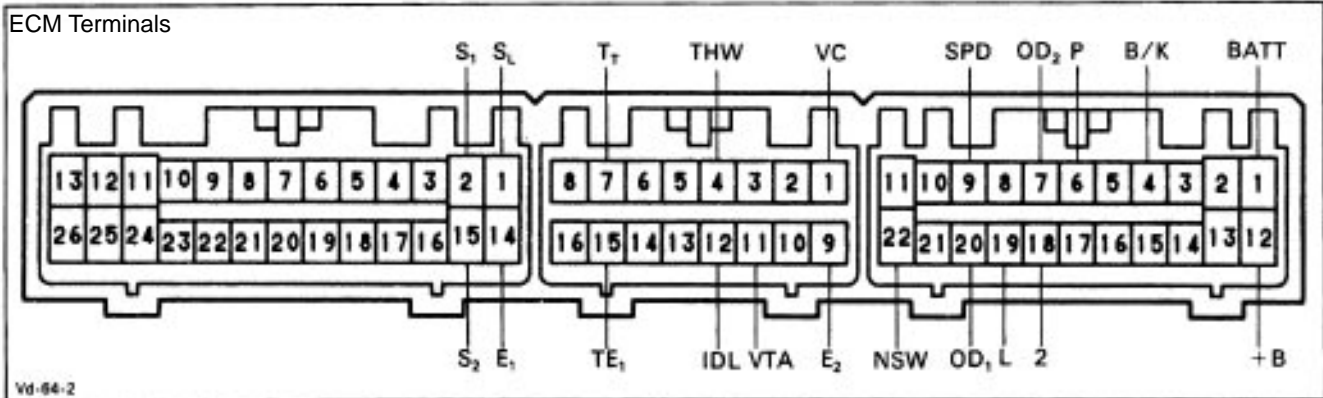 ECM Terminals
S₁ S_L T_T THW VC SPD OD₂ P B/K BATT
13 12 11 10 9 8 7 6 5 4 3 2 1 8 7 6 5 4 3 2 1 11 10 9 8 7 6 5 4 3 2 1
26 25 24 23 22 21 20 19 18 17 16 15 14 16 15 14 13 12 11 10 9 22 21 20 19 18 17 16 15 14 13 12
S₂ E₁ TE₁ IDL VTA E₂ NSW OD₁ L 2 +B
Vd-64-2